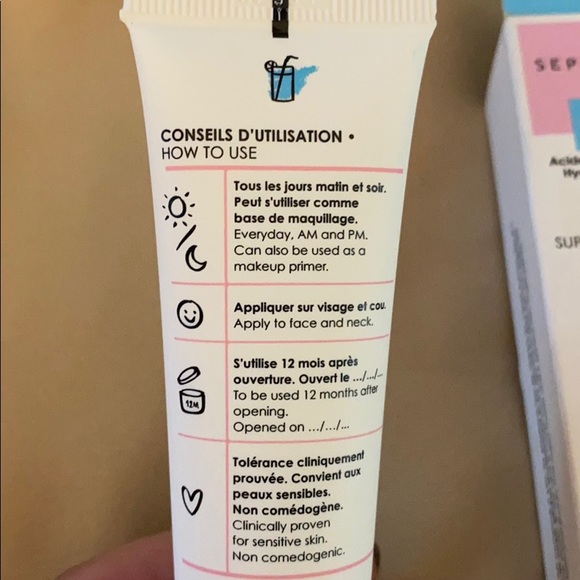 CONSEILS D'UTILISATION •
HOW TO USE
Tous les jours matin et soir.
Peut s'utiliser comme
base de maquillage.
Everyday, AM and PM.
Can also be used as a
makeup primer.
Appliquer sur visage et cou.
Apply to face and neck.
12M
S'utilise 12 mois après
ouverture. Ouvert le .../.../...
To be used 12 months after
opening.
Opened on .../.../...
Tolérance cliniquement
prouvée. Convient aux
peaux sensibles.
Non comédogène.
Clinically proven
for sensitive skin.
Non comedogenic.
SEP
Acide
Hy
SUP